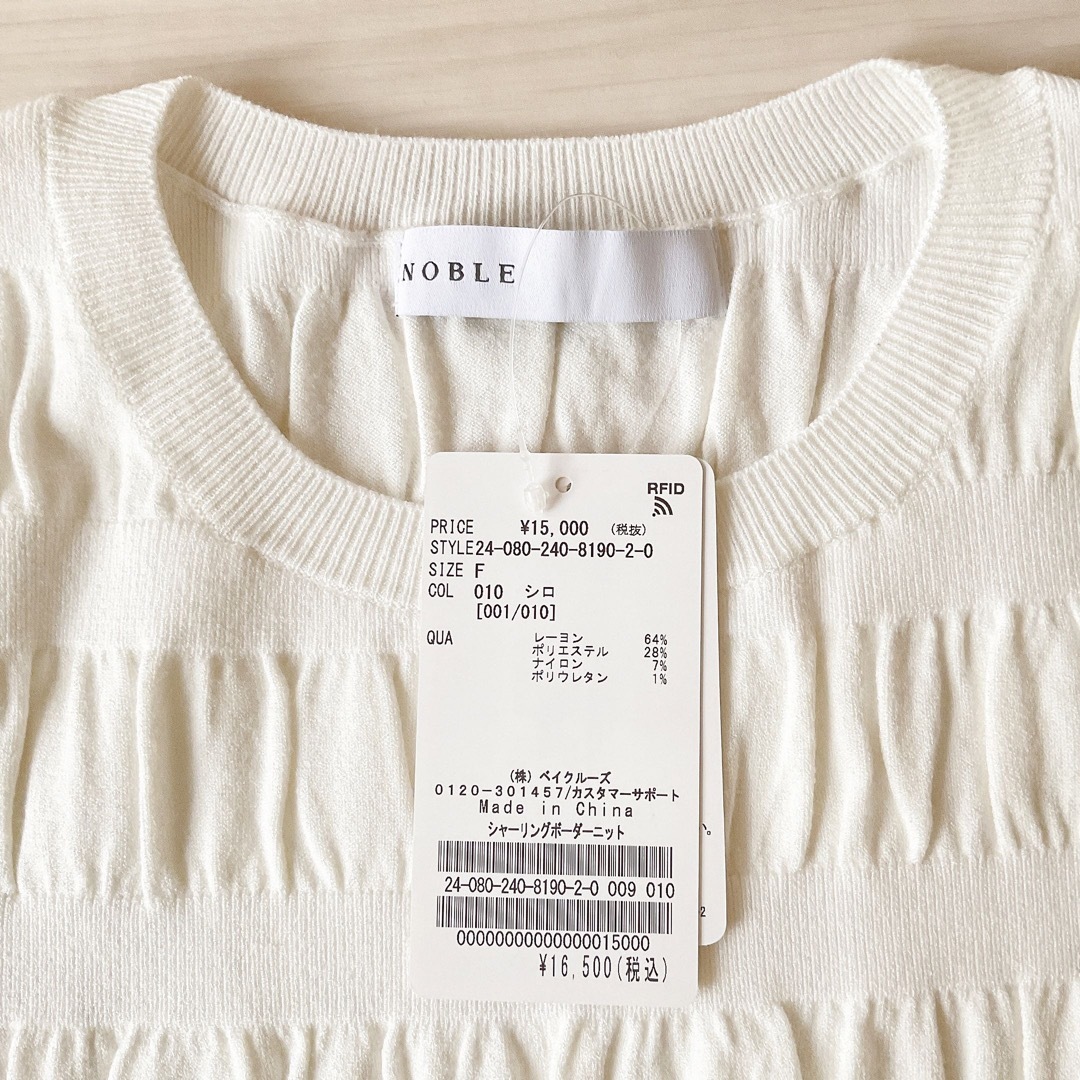 NOBLE
RFID
PRICE ¥15,000 (税抜)
STYLE24-080-240-8190-2-0
SIZE F
COL 010 シロ
[001/010]
QUA レーヨン 64%
ポリエステル 28%
ナイロン 7%
ポリウレタン 1%
(株) ベイクルーズ
0120-301457/カスタマーサポート
Made in China
シャーリングボーダーニット
24-080-240-8190-2-0 009 010
00000000000000015000
¥16,500(税込)
い。
2